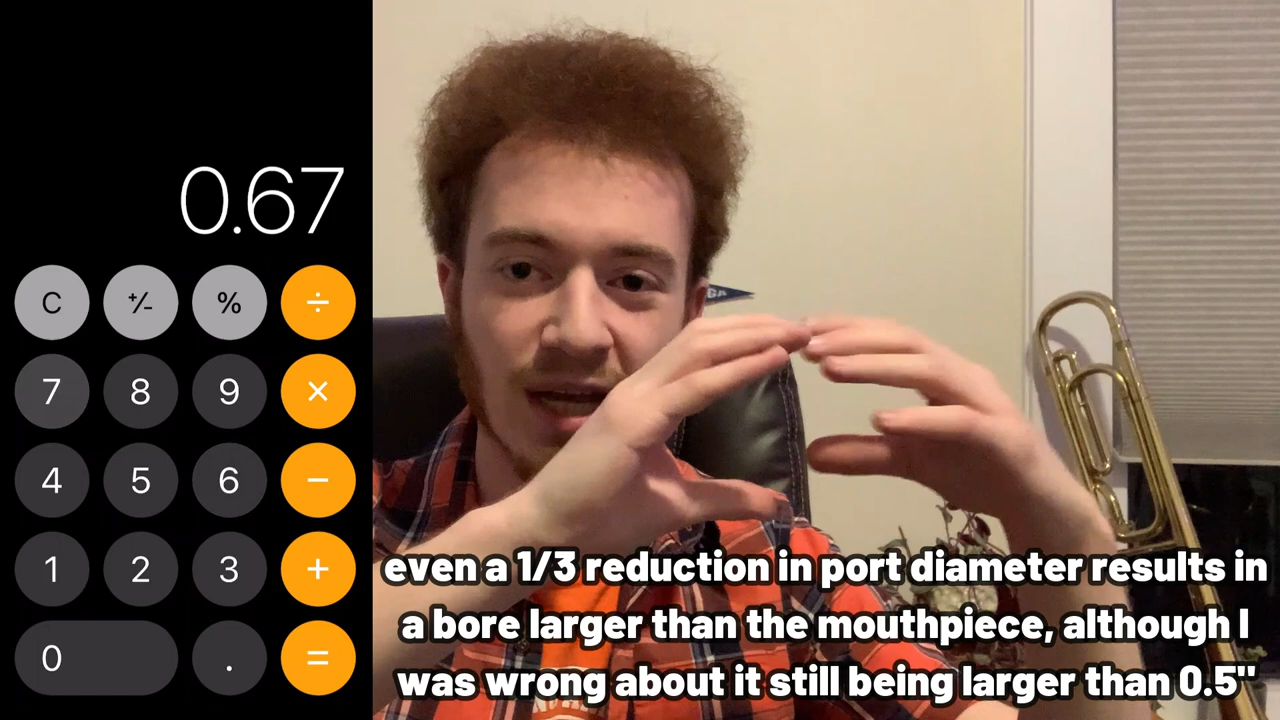 0.67
C +/- % ÷
7 8 9 ×
4 5 6 −
1 2 3 +
0 . =
GA
even a 1/3 reduction in port diameter results in
a bore larger than the mouthpiece, although I
was wrong about it still being larger than 0.5"